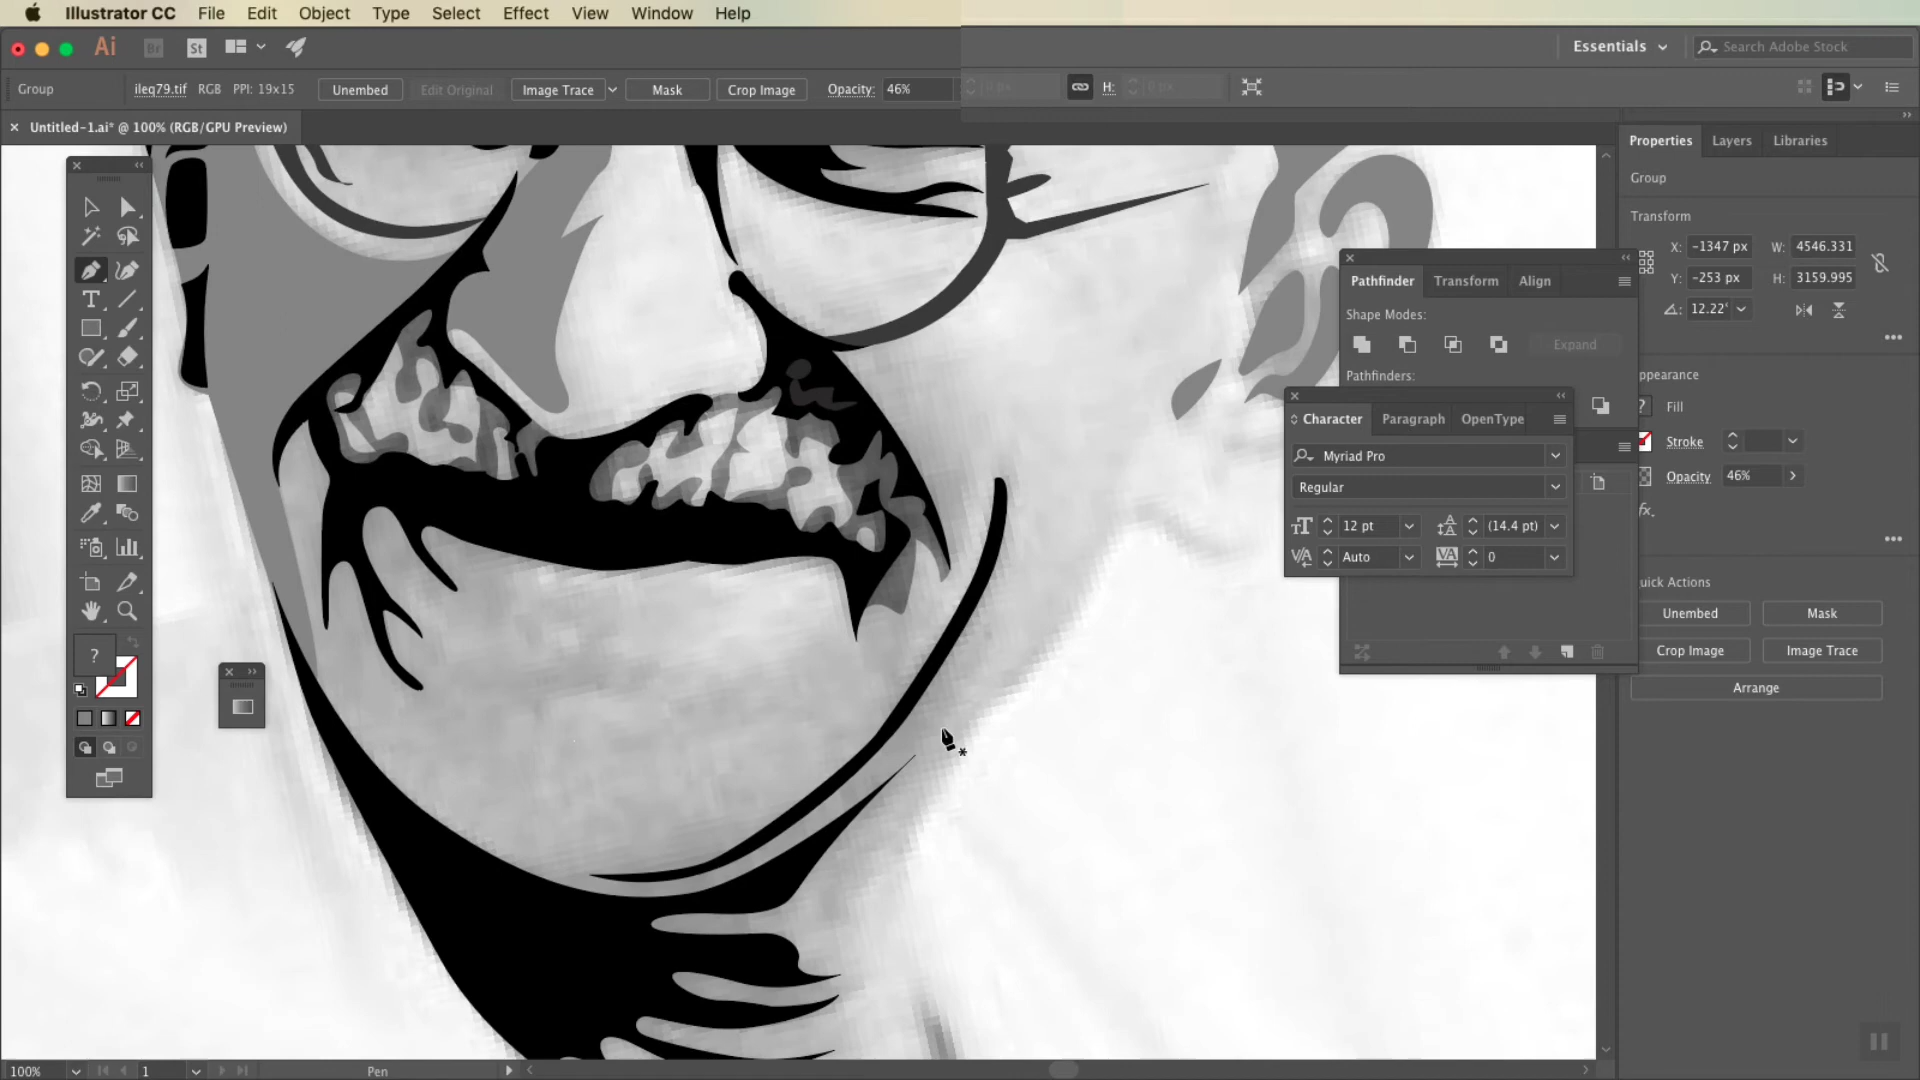 Illustrator CC File Edit Object Type Select Effect View Window Help
Ai Br St Essentials Search Adobe Stock
Group ileq79.tif RGB PPI: 19x15 Unembed Edit Original Image Trace Mask Crop Image Opacity: 46% H: 0 px
× Untitled-1.ai* @ 100% (RGB/GPU Preview)
Properties Layers Libraries
Group
Transform
X: -1347 px W: 4546.331
Y: -253 px H: 3159.995
12.22°
Pathfinder Transform Align
Shape Modes:
Expand
Pathfinders:
ppearance
Fill
Stroke
Opacity 46%
fx.
Character Paragraph OpenType
Myriad Pro
Regular
12 pt (14.4 pt)
Auto 0
uick Actions
Unembed Mask
Crop Image Image Trace
Arrange
?
100% 1 Pen